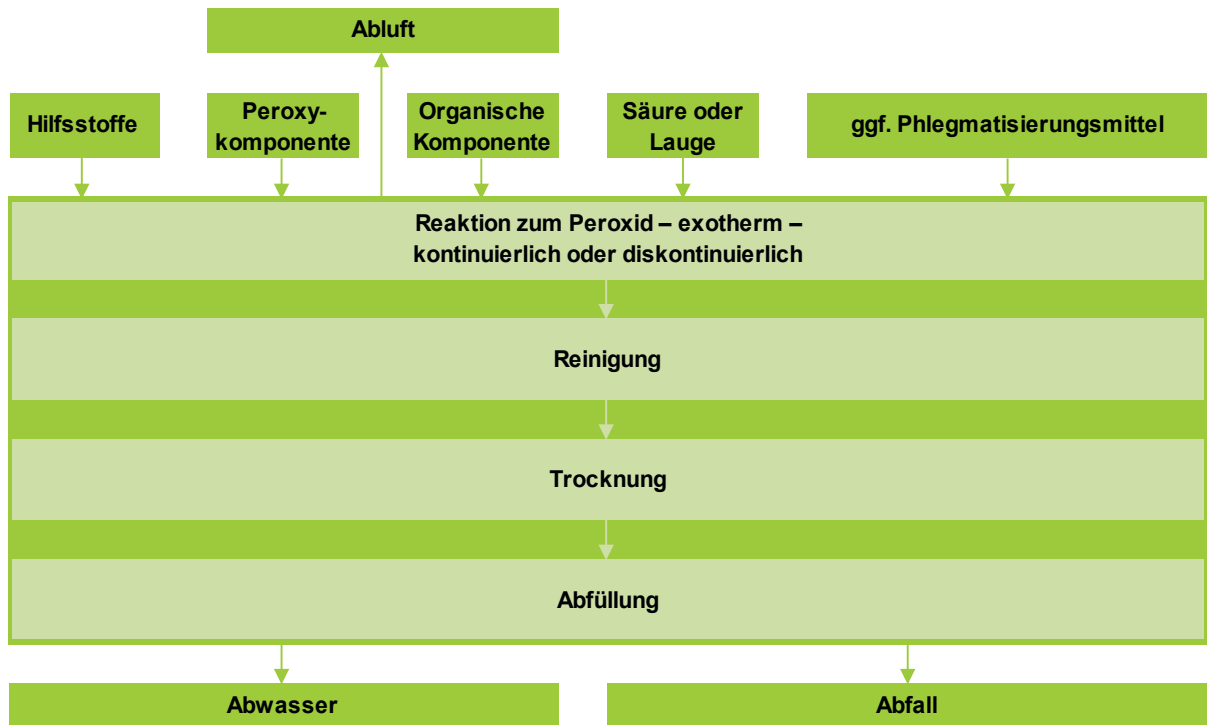 Abluft
Hilfsstoffe
Peroxy-
komponente
Organische
Komponente
Säure oder
Lauge
ggf. Phlegmatisierungsmittel
Reaktion zum Peroxid – exotherm –
kontinuierlich oder diskontinuierlich
Reinigung
Trocknung
Abfüllung
Abwasser
Abfall